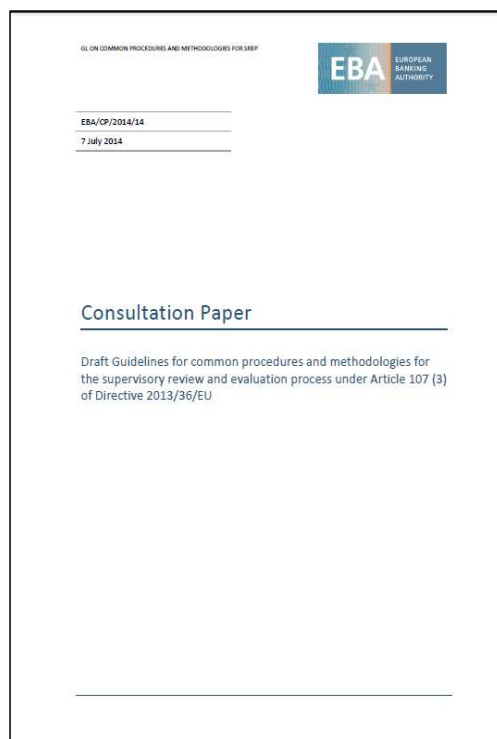 GL ON COMMON PROCEDURES AND METHODOLOGIES FOR SREP
EBA
EUROPEAN
BANKING
AUTHORITY
EBA/CP/2014/14
7 July 2014
Consultation Paper
Draft Guidelines for common procedures and methodologies for
the supervisory review and evaluation process under Article 107 (3)
of Directive 2013/36/EU